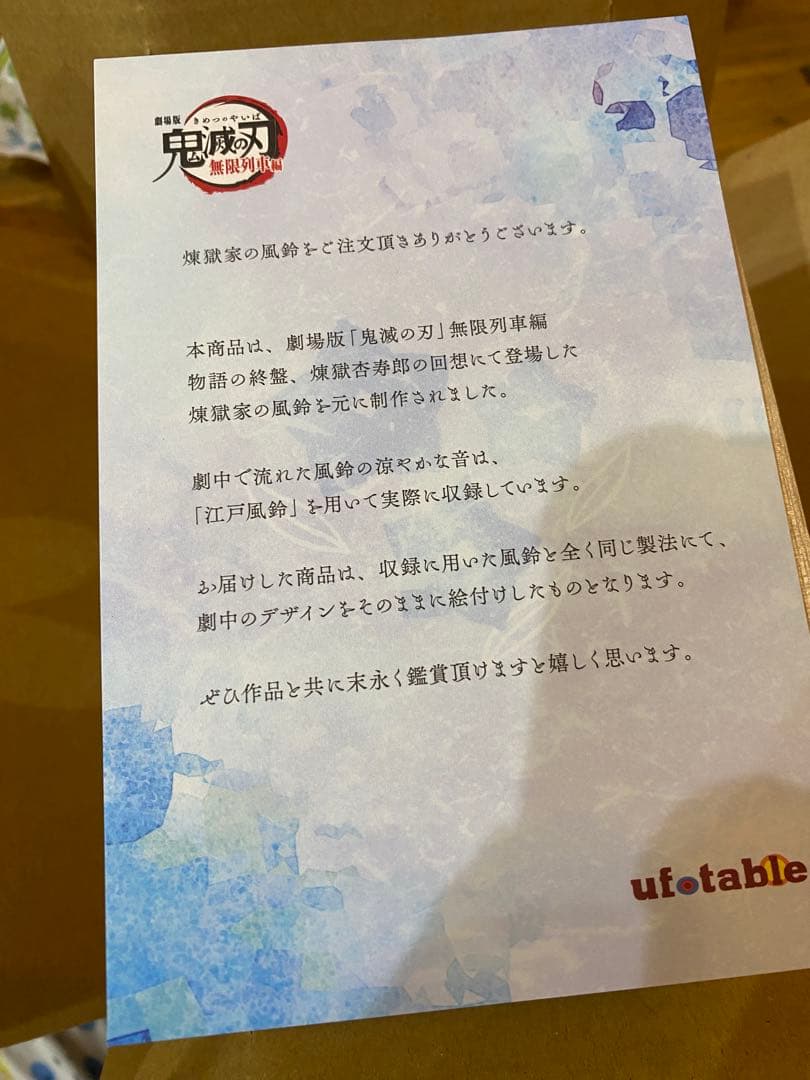 劇場版
きめつのやいば
鬼滅の刃
無限列車編
煉獄家の風鈴をご注文頂きありがとうございます。
本商品は、劇場版「鬼滅の刃」無限列車編
物語の終盤、煉獄杏寿郎の回想にて登場した
煉獄家の風鈴を元に制作されました。
劇中で流れた風鈴の涼やかな音は、
「江戸風鈴」を用いて実際に収録しています。
お届けした商品は、収録に用いた風鈴と全く同じ製法にて、
劇中のデザインをそのままに絵付けしたものとなります。
ぜひ作品と共に末永く鑑賞頂けますと嬉しく思います。
ufotable